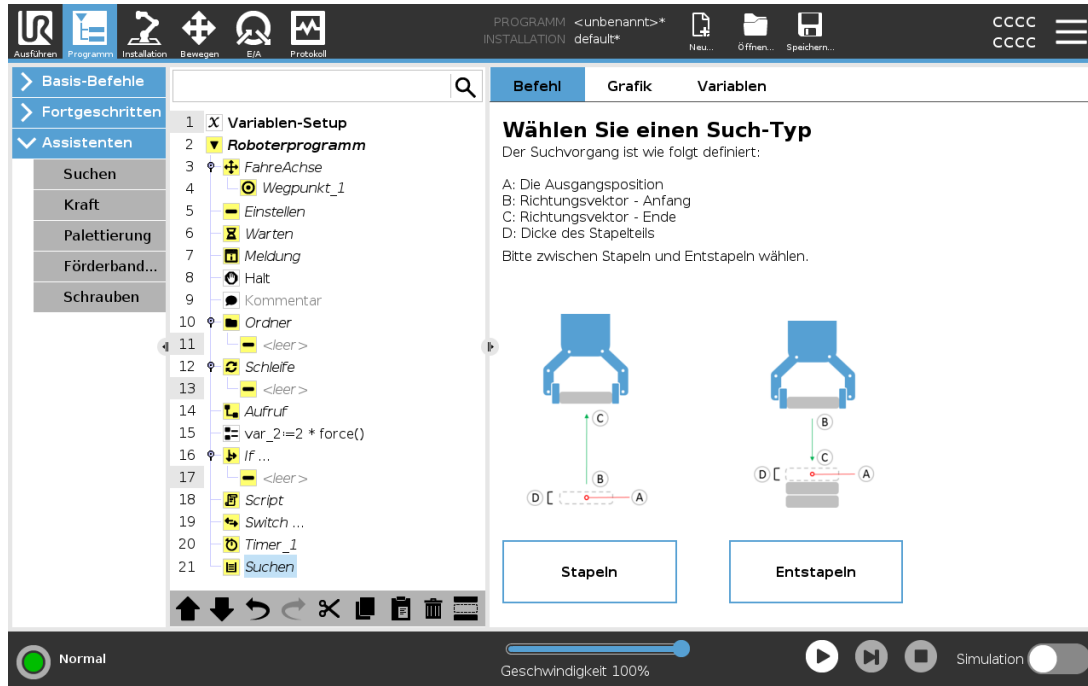 UR
PROGRAMM <unbenannt>*
INSTALLATION default*
Ausführen Programm Installation Bewegen E/A Protokoll
Neu... Öffnen... Speichern...
CCCC
CCCC
Basis-Befehle
Fortgeschritten
Assistenten
Suchen
Kraft
Palettierung
Förderband...
Schrauben
1 X Variablen-Setup
2 Roboterprogramm
3 FahreAchse
4 Wegpunkt_1
5 Einstellen
6 Warten
7 Meldung
8 Halt
9 Kommentar
10 Ordner
11 <leer>
12 Schleife
13 <leer>
14 Aufruf
15 var_2:=2 * force()
16 If ...
17 <leer>
18 Script
19 Switch ...
20 Timer_1
21 Suchen
Befehl Grafik Variablen
Wählen Sie einen Such-Typ
Der Suchvorgang ist wie folgt definiert:
A: Die Ausgangsposition
B: Richtungsvektor - Anfang
C: Richtungsvektor - Ende
D: Dicke des Stapelteils
Bitte zwischen Stapeln und Entstapeln wählen.
C
B
D A
B
C
D A
Stapeln
Entstapeln
Normal
Geschwindigkeit 100%
Simulation